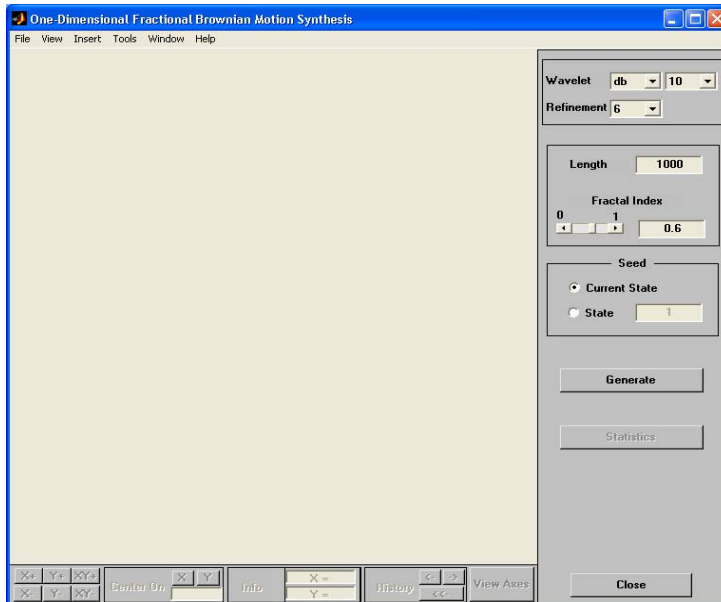 One-Dimensional Fractional Brownian Motion Synthesis
File View Insert Tools Window Help
Wavelet db 10
Refinement 6
Length 1000
Fractal Index
0 1
0.6
Seed
Current State
State 1
Generate
Statistics
X+ Y+ XY+
X- Y- XY-
Center On X Y
Info X =
Y =
History <- ->
<<-
View Axes
Close